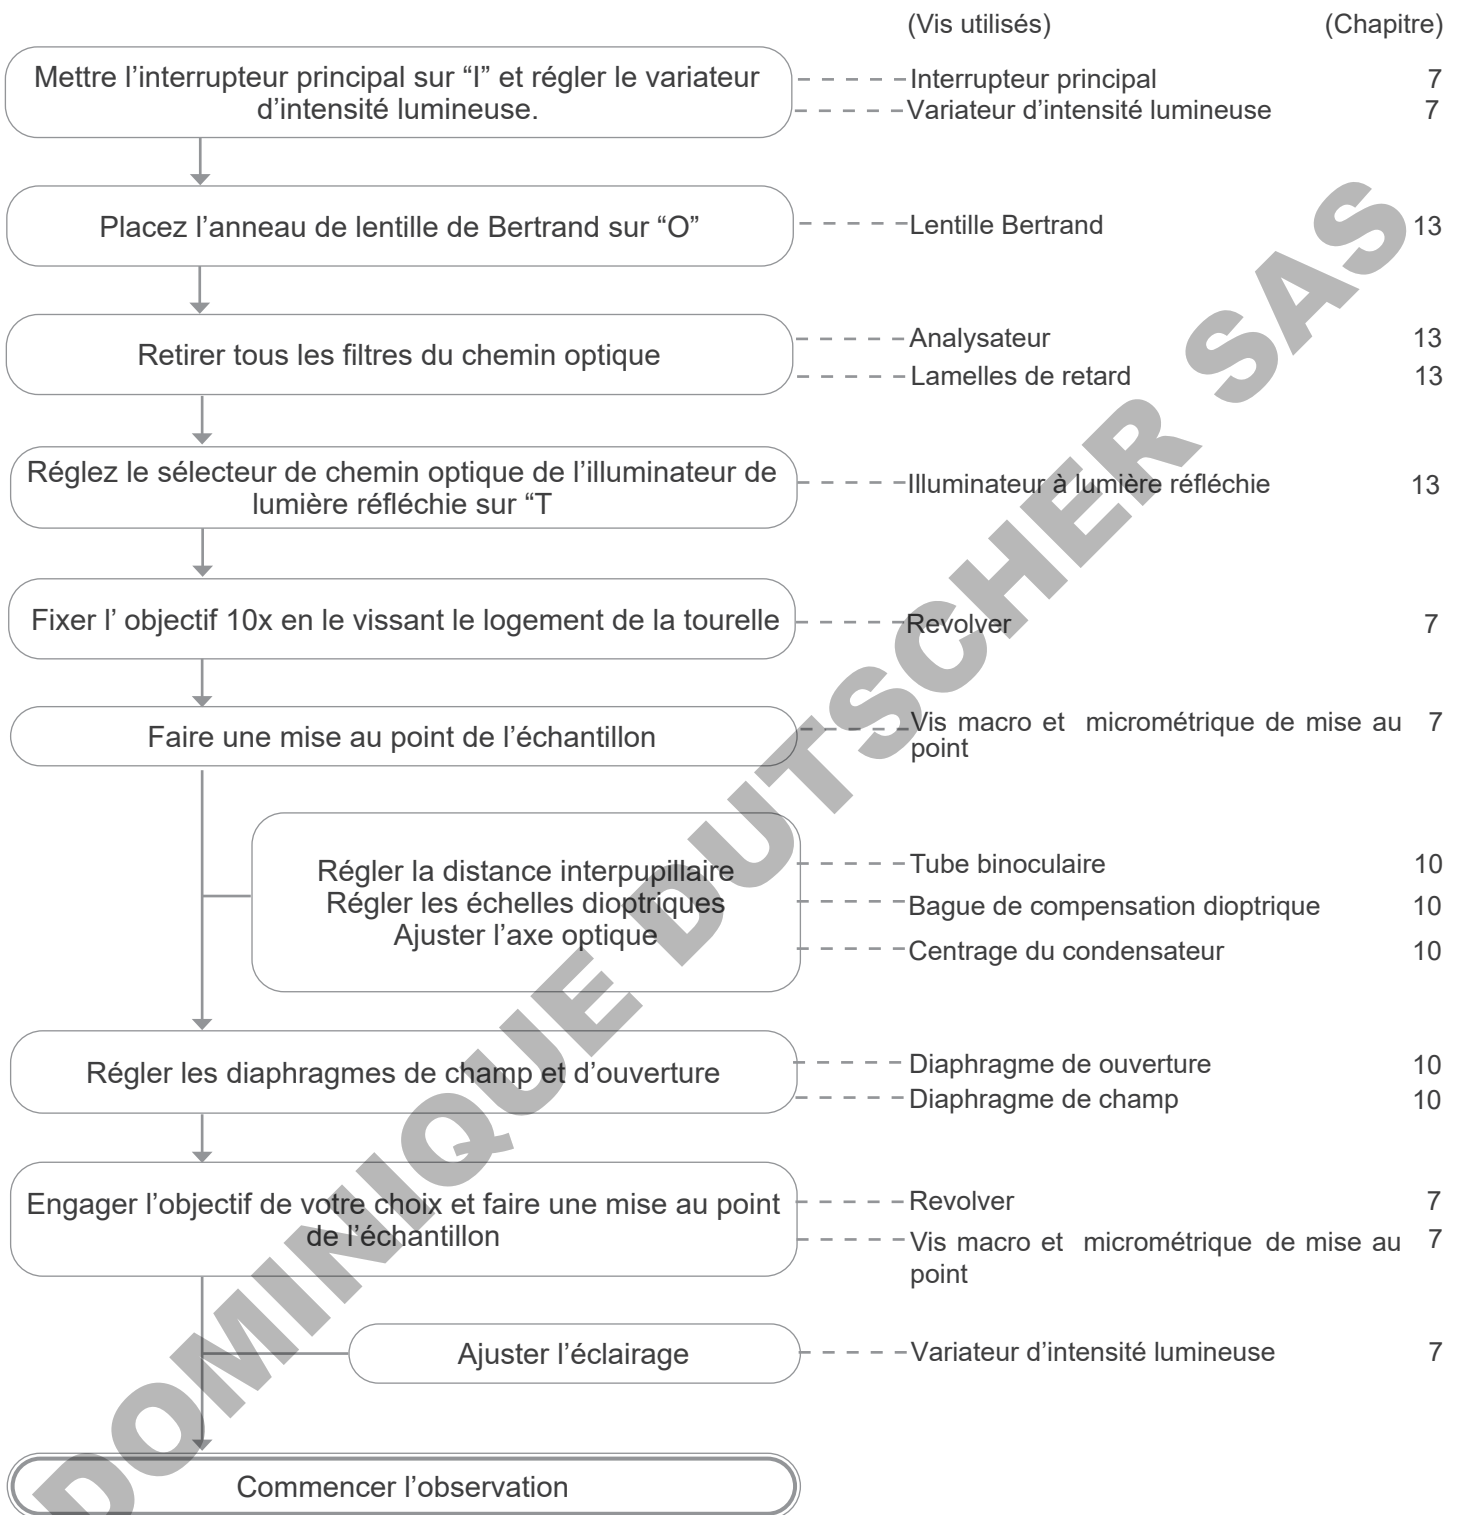 (Vis utilisés) (Chapitre)
Mettre l’interrupteur principal sur “I” et régler le variateur
d’intensité lumineuse.
Interrupteur principal 7
Variateur d’intensité lumineuse 7
Placez l’anneau de lentille de Bertrand sur “O”
Lentille Bertrand 13
Retirer tous les filtres du chemin optique
Analysateur 13
Lamelles de retard 13
Réglez le sélecteur de chemin optique de l’illuminateur de
lumière réfléchie sur “T
Illuminateur à lumière réfléchie 13
Fixer l’ objectif 10x en le vissant le logement de la tourelle
Revolver 7
Faire une mise au point de l’échantillon
Vis macro et micrométrique de mise au 7
point
Régler la distance interpupillaire
Régler les échelles dioptriques
Ajuster l’axe optique
Tube binoculaire 10
Bague de compensation dioptrique 10
Centrage du condensateur 10
Régler les diaphragmes de champ et d’ouverture
Diaphragme de ouverture 10
Diaphragme de champ 10
Engager l’objectif de votre choix et faire une mise au point
de l’échantillon
Revolver 7
Vis macro et micrométrique de mise au 7
point
Ajuster l’éclairage
Variateur d’intensité lumineuse 7
Commencer l’observation
DOMINIQUE DUTSCHER SAS